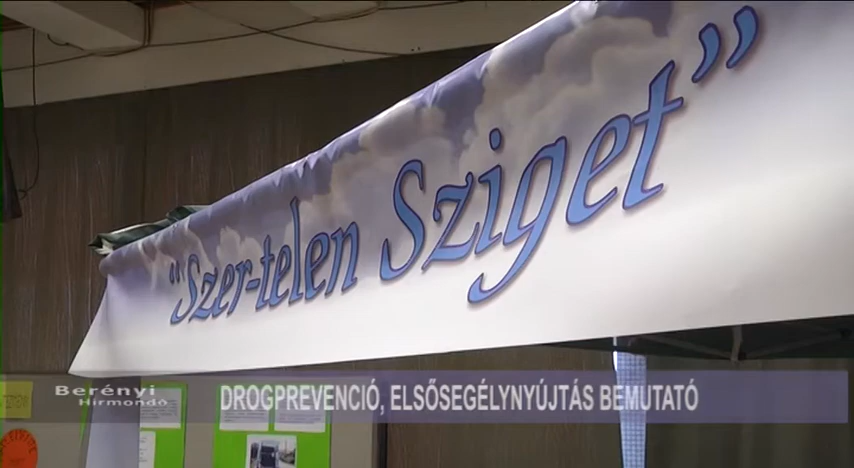 “Szer-telen Sziget”
Berényi
Hírmondó
DROGPREVENCIÓ, ELSŐSEGÉLYNYÚJTÁS BEMUTATÓ